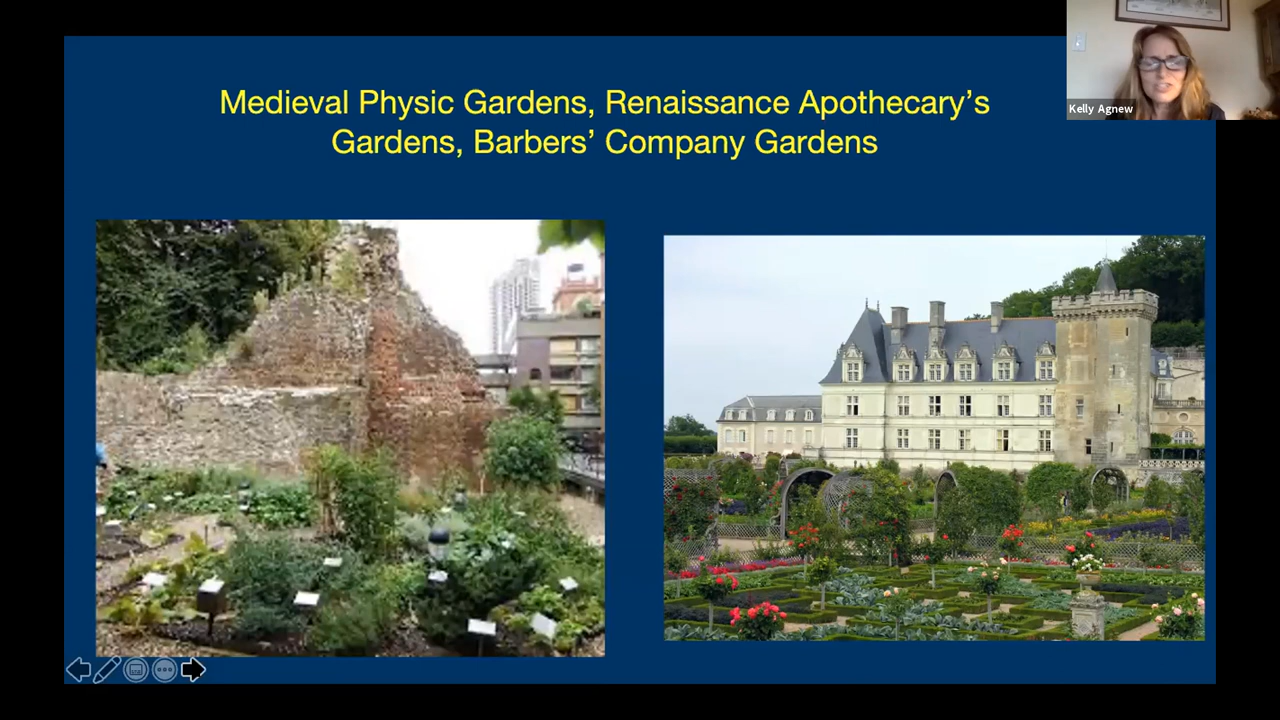 Medieval Physic Gardens, Renaissance Apothecary’s
Gardens, Barbers’ Company Gardens
Kelly Agnew